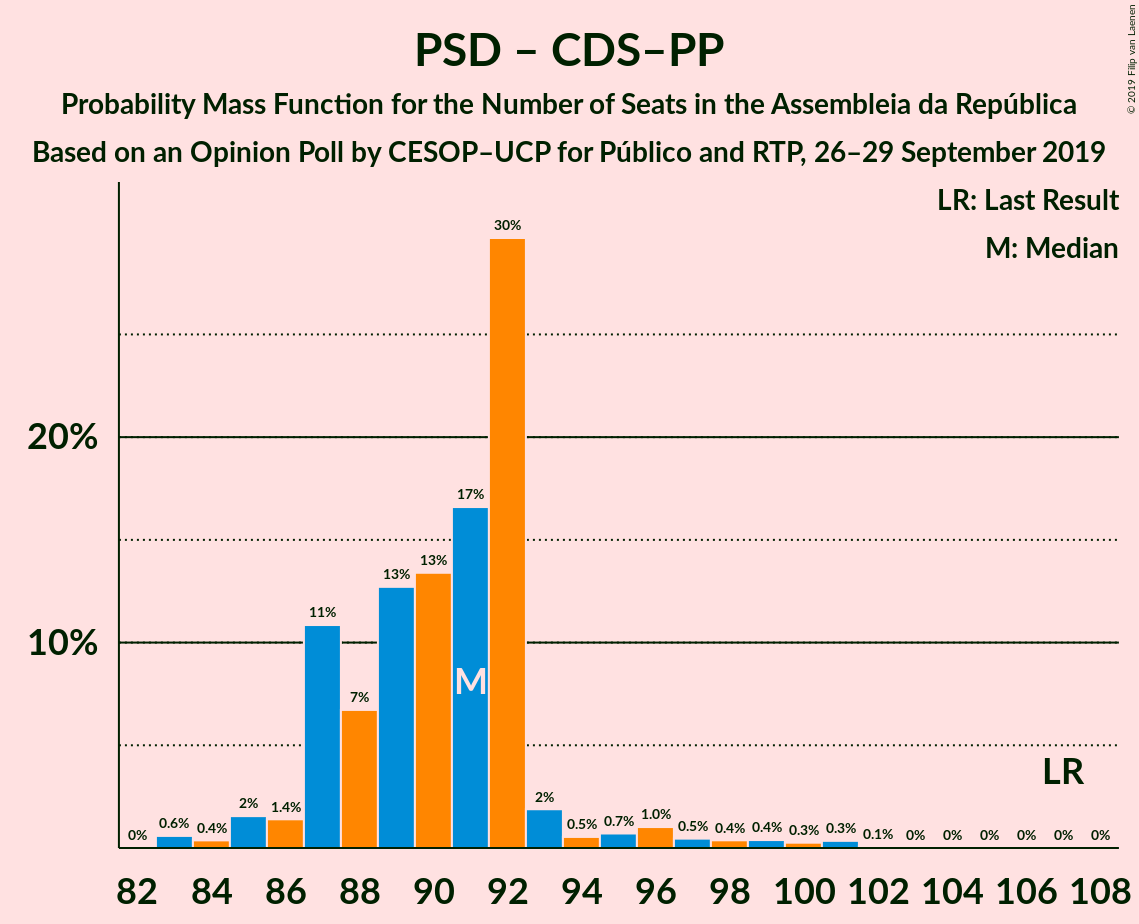 © 2019 Filip van Laenen
PSD – CDS–PP
Probability Mass Function for the Number of Seats in the Assembleia da República
Based on an Opinion Poll by CESOP–UCP for Público and RTP, 26–29 September 2019
LR: Last Result
M: Median
30%
20%
17%
13% 13%
11%
10%
7%
M
LR
0% 0.6% 0.4% 2% 1.4% 2% 0.5% 0.7% 1.0% 0.5% 0.4% 0.4% 0.3% 0.3% 0.1% 0% 0% 0% 0% 0% 0%
82 84 86 88 90 92 94 96 98 100 102 104 106 108